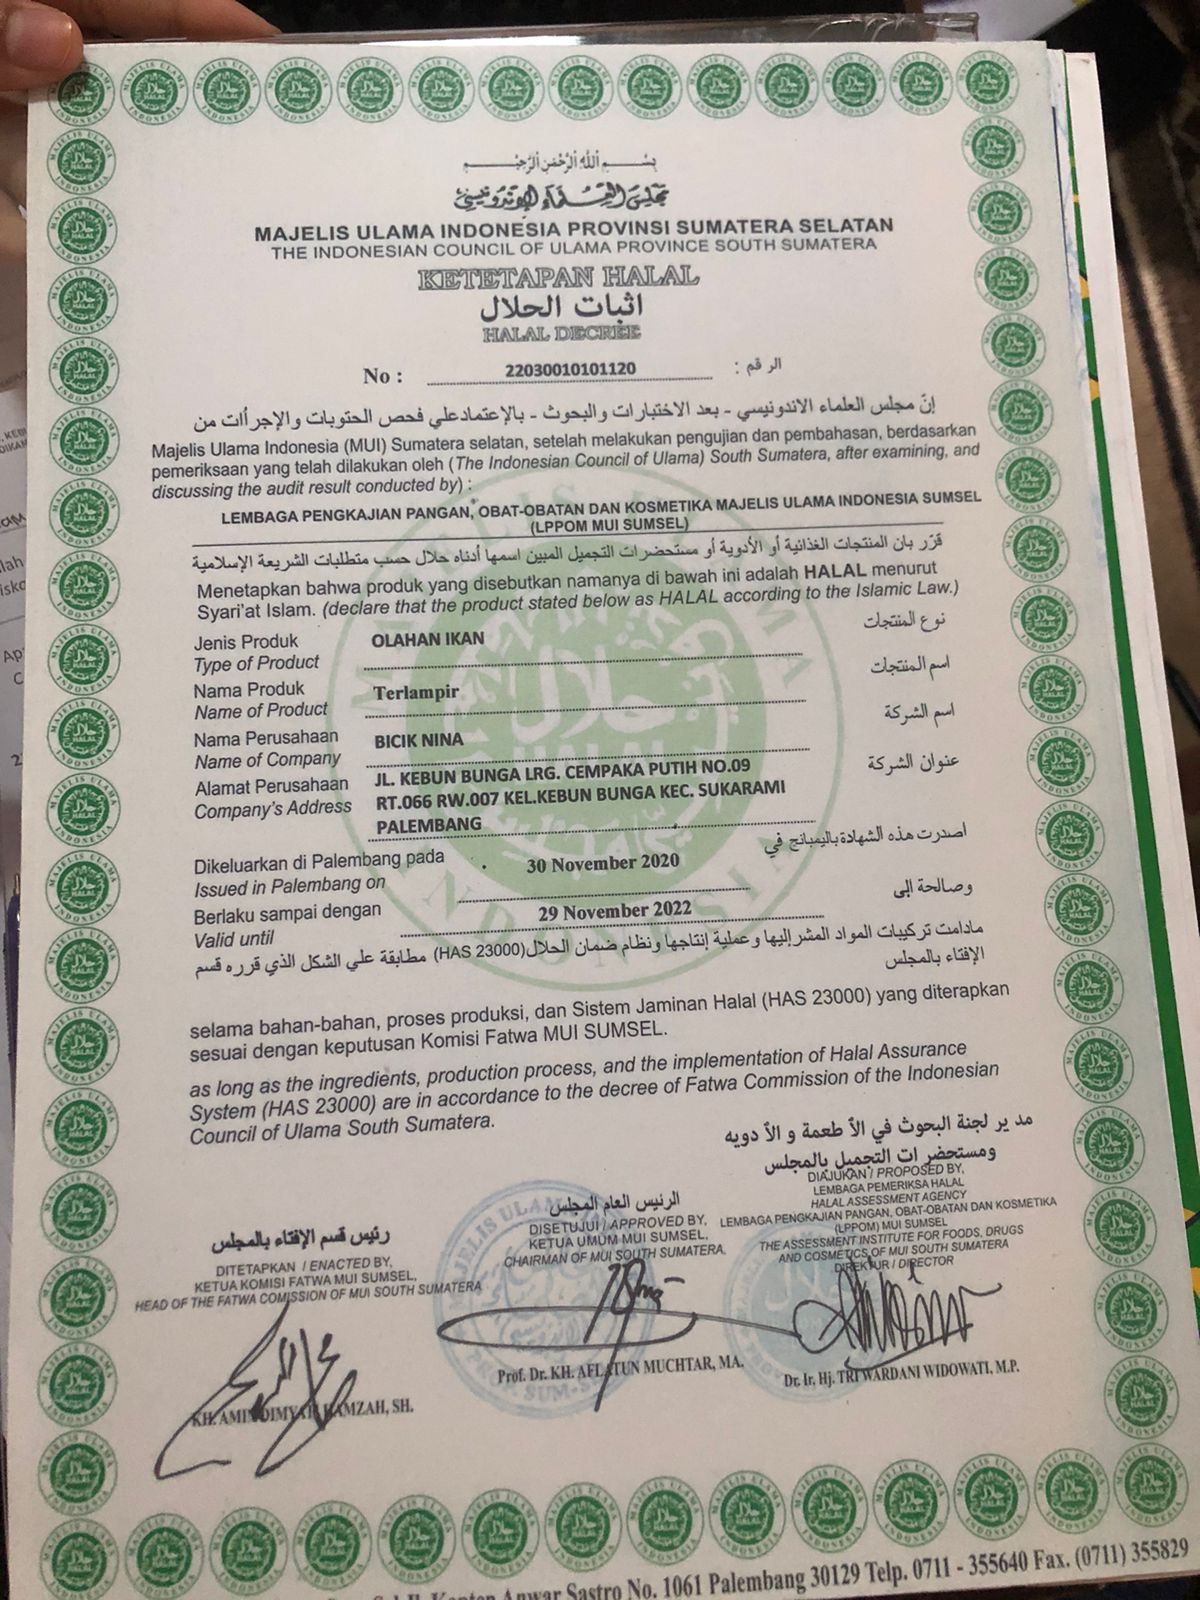 بسم الله الرحمن الرحيم
مجلس العلماء الإندونيسي
MAJELIS ULAMA INDONESIA PROVINSI SUMATERA SELATAN
THE INDONESIAN COUNCIL OF ULAMA PROVINCE SOUTH SUMATERA
KETETAPAN HALAL
اثبات الحلال
HALAL DECREE
No : 22030010101120 الرقم :
إنّ مجلس العلماء الاندونيسي - بعد الاختبارات والبحوث - بالإعتمادعلي فحص الحتوبات والإجرأات من
Majelis Ulama Indonesia (MUI) Sumatera selatan, setelah melakukan pengujian dan pembahasan, berdasarkan
pemeriksaan yang telah dilakukan oleh (The Indonesian Council of Ulama) South Sumatera, after examining, and
discussing the audit result conducted by) :
LEMBAGA PENGKAJIAN PANGAN, OBAT-OBATAN DAN KOSMETIKA MAJELIS ULAMA INDONESIA SUMSEL
(LPPOM MUI SUMSEL)
قرّر بان المنتجات الغذائية أو الأدوية أو مستحضرات التجميل المبين اسمها أدناه حلال حسب متطلبات الشريعة الإسلامية
Menetapkan bahwa produk yang disebutkan namanya di bawah ini adalah HALAL menurut
Syari'at Islam. (declare that the product stated below as HALAL according to the Islamic Law.)
Jenis Produk OLAHAN IKAN نوع المنتجات
Type of Product
Nama Produk Terlampir اسم المنتجات
Name of Product
Nama Perusahaan BICIK NINA اسم الشركة
Name of Company
Alamat Perusahaan JL. KEBUN BUNGA LRG. CEMPAKA PUTIH NO.09 عنوان الشركة
Company's Address RT.066 RW.007 KEL.KEBUN BUNGA KEC. SUKARAMI
PALEMBANG
Dikeluarkan di Palembang pada 30 November 2020 اصدرت هذه الشهادة باليمبانج في
Issued in Palembang on
Berlaku sampai dengan 29 November 2022 وصالحة إلى
Valid until
مادامت تركيبات المواد المشرإليها وعملية إنتاجها ونظام ضمان الحلال(HAS 23000) مطابقة علي الشكل الذي قرره قسم
الإفتاء بالمجلس
selama bahan-bahan, proses produksi, dan Sistem Jaminan Halal (HAS 23000) yang diterapkan
sesuai dengan keputusan Komisi Fatwa MUI SUMSEL.
as long as the ingredients, production process, and the implementation of Halal Assurance
System (HAS 23000) are in accordance to the decree of Fatwa Commission of the Indonesian
Council of Ulama South Sumatera.
رئيس قسم الإفتاء بالمجلس
DITETAPKAN / ENACTED BY,
KETUA KOMISI FATWA MUI SUMSEL,
HEAD OF THE FATWA COMISSION OF MUI SOUTH SUMATERA
KH. AMIN DIMYATI HAMZAH, SH.
الرئيس العام المجلس
DISETUJUI / APPROVED BY,
KETUA UMUM MUI SUMSEL,
CHAIRMAN OF MUI SOUTH SUMATERA,
Prof. Dr. KH. AFLATUN MUCHTAR, MA.
مدير لجنة البحوث في الأطعمة و الأدويه
ومستحضرات التجميل بالمجلس
DIAJUKAN / PROPOSED BY,
LEMBAGA PEMERIKSA HALAL
HALAL ASSESSMENT AGENCY
LEMBAGA PENGKAJIAN PANGAN, OBAT-OBATAN DAN KOSMETIKA
(LPPOM) MUI SUMSEL
THE ASSESSMENT INSTITUTE FOR FOODS, DRUGS
AND COSMETICS OF MUI SOUTH SUMATERA
DIREKTUR / DIRECTOR
Dr. Ir, Hj. TRI WARDANI WIDOWATI, M.P.
Anwar Sastro No. 1061 Palembang 30129 Telp. 0711 - 355640 Fax. (0711) 355829